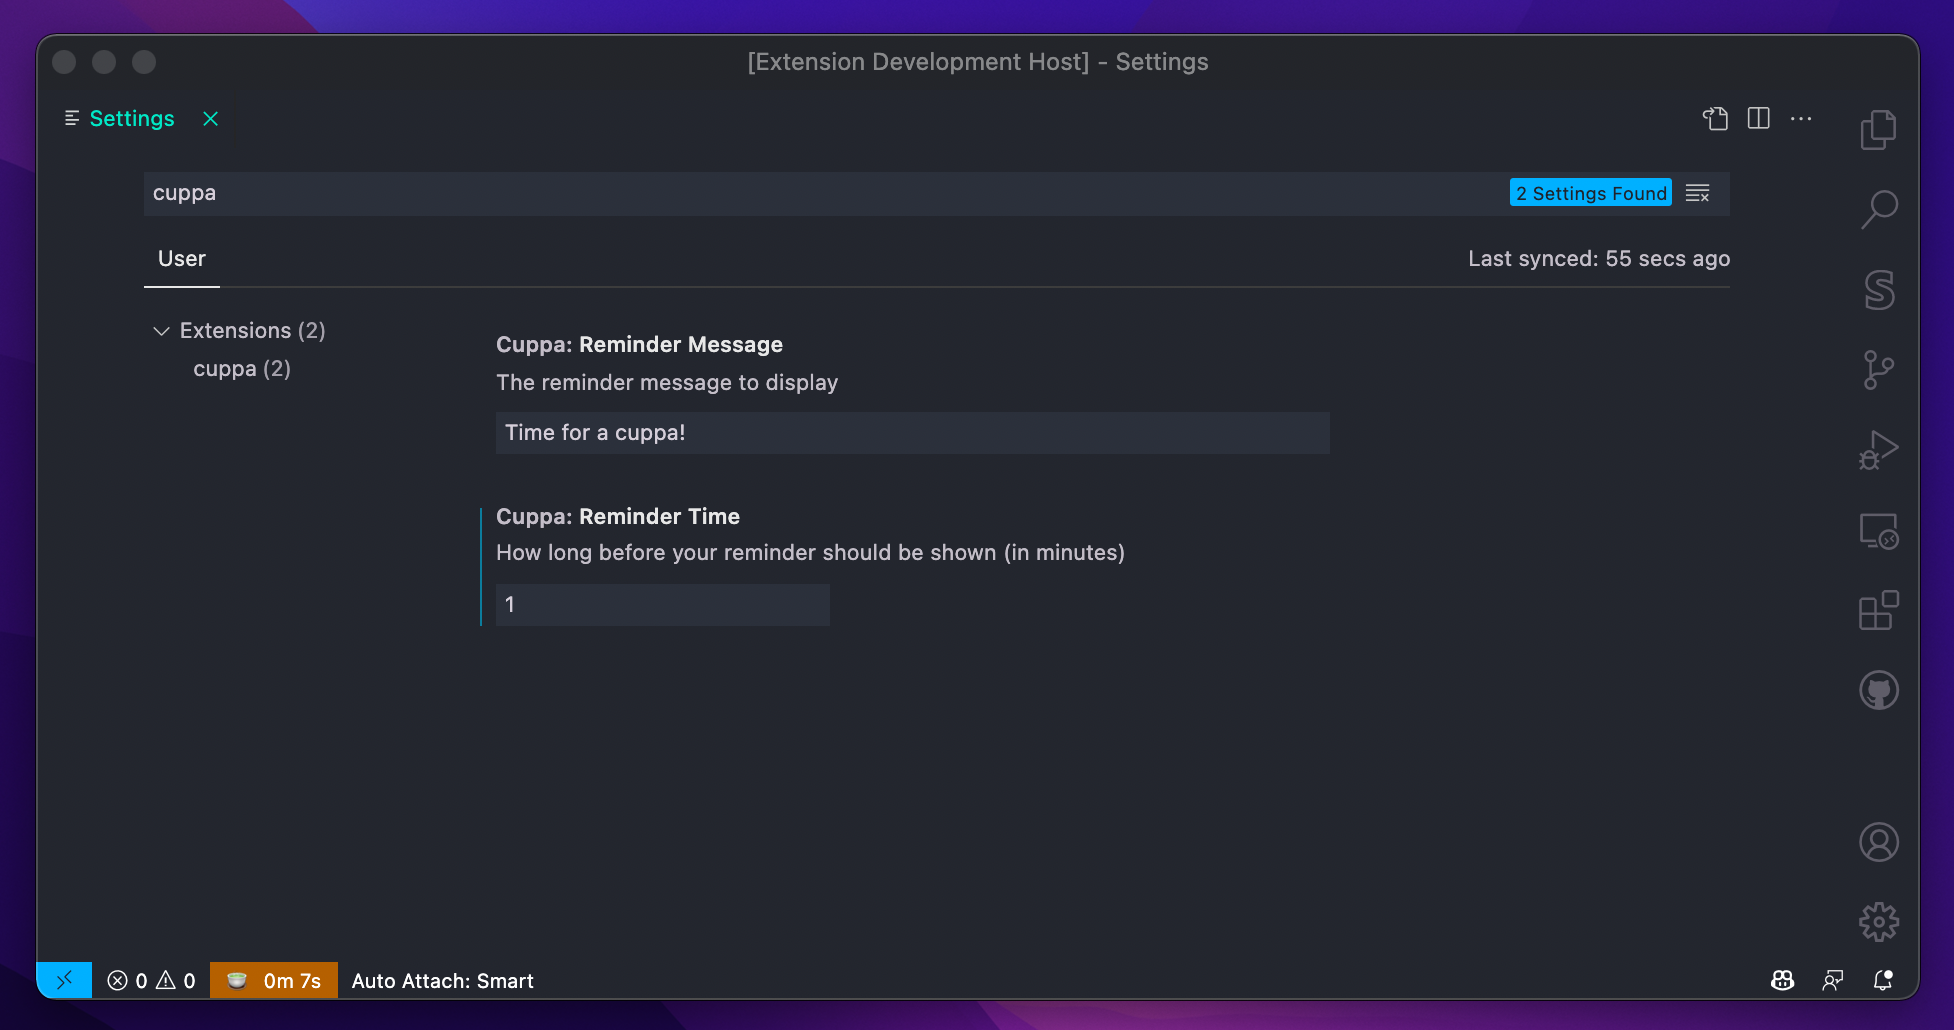 [Extension Development Host] - Settings
Settings
cuppa
2 Settings Found
User
Last synced: 55 secs ago
Extensions (2)
cuppa (2)
Cuppa: Reminder Message
The reminder message to display
Time for a cuppa!
Cuppa: Reminder Time
How long before your reminder should be shown (in minutes)
1
0 0 0m 7s Auto Attach: Smart